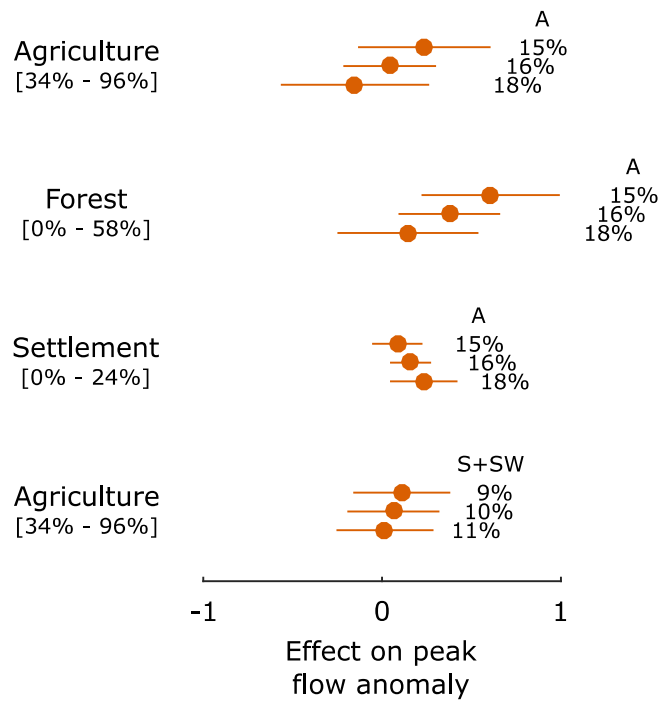 A
Agriculture
[34% - 96%]
15%
16%
18%
A
Forest
[0% - 58%]
15%
16%
18%
A
Settlement
[0% - 24%]
15%
16%
18%
S+SW
Agriculture
[34% - 96%]
9%
10%
11%
-1 0 1
Effect on peak
flow anomaly